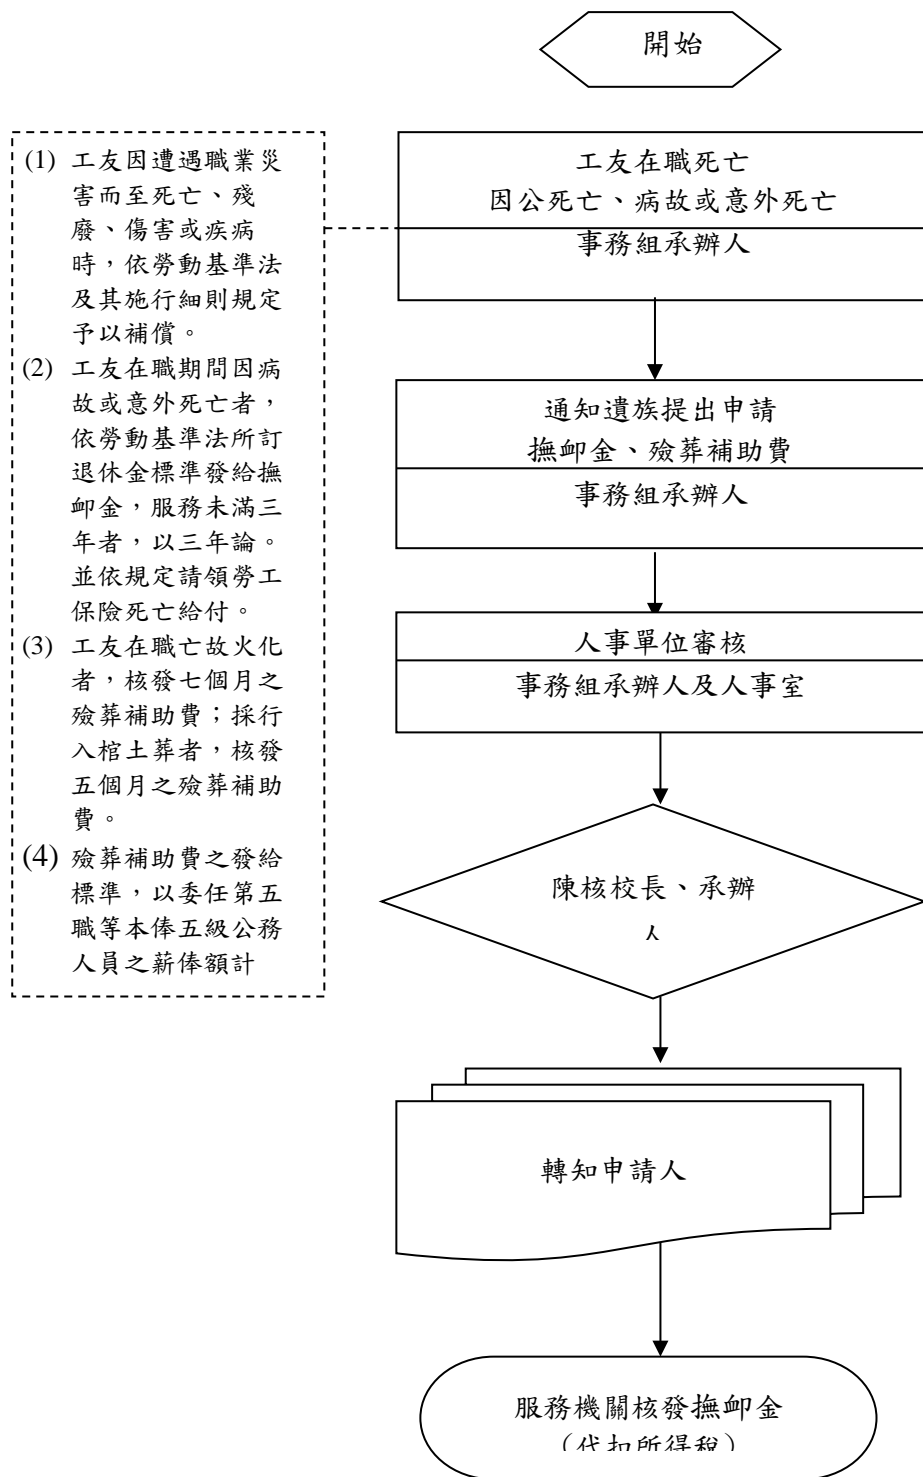 開始
(1) 工友因遭遇職業災
害而至死亡、殘
廢、傷害或疾病
時，依勞動基準法
及其施行細則規定
予以補償。
(2) 工友在職期間因病
故或意外死亡者，
依勞動基準法所訂
退休金標準發給撫
卹金，服務未滿三
年者，以三年論。
並依規定請領勞工
保險死亡給付。
(3) 工友在職亡故火化
者，核發七個月之
殮葬補助費；採行
入棺土葬者，核發
五個月之殮葬補助
費。
(4) 殮葬補助費之發給
標準，以委任第五
職等本俸五級公務
人員之薪俸額計
工友在職死亡
因公死亡、病故或意外死亡
事務組承辦人
通知遺族提出申請
撫卹金、殮葬補助費
事務組承辦人
人事單位審核
事務組承辦人及人事室
陳核校長、承辦
人
轉知申請人
服務機關核發撫卹金
（代扣所得稅）